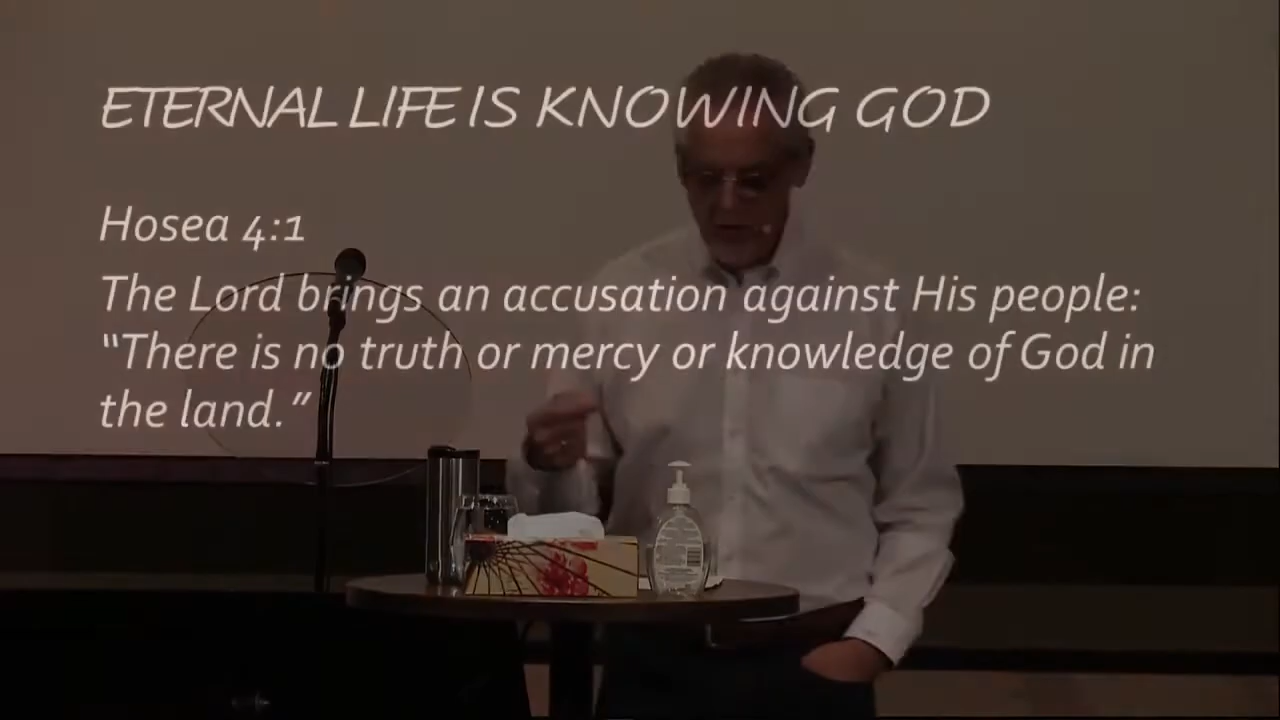 ETERNAL LIFE IS KNOWING GOD
Hosea 4:1
The Lord brings an accusation against His people:
“There is no truth or mercy or knowledge of God in
the land.”